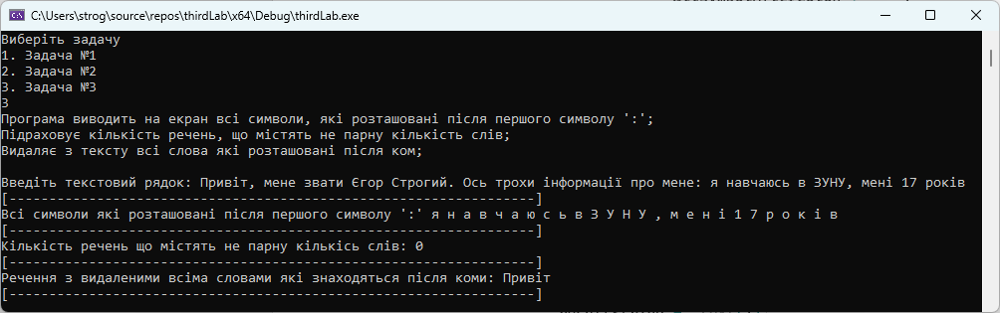 C:\Users\strog\source\repos\thirdLab\x64\Debug\thirdLab.exe
Виберіть задачу
1. Задача №1
2. Задача №2
3. Задача №3
3
Програма виводить на екран всі символи, які розташовані після першого символу ':';
Підраховує кількість речень, що містять не парну кількість слів;
Видаляє з тексту всі слова які розташовані після ком;
Введіть текстовий рядок: Привіт, мене звати Єгор Строгий. Ось трохи інформації про мене: я навчаюсь в ЗУНУ, мені 17 років
[------------------------------------------------------------------]
Всі символи які розташовані після першого символу ':' я н а в ч а ю с ь в З У Н У , м е н і 1 7 р о к і в
[------------------------------------------------------------------]
Кількість речень що містять не парну кількісь слів: 0
[------------------------------------------------------------------]
Речення з видаленими всіма словами які знаходяться після коми: Привіт
[------------------------------------------------------------------]